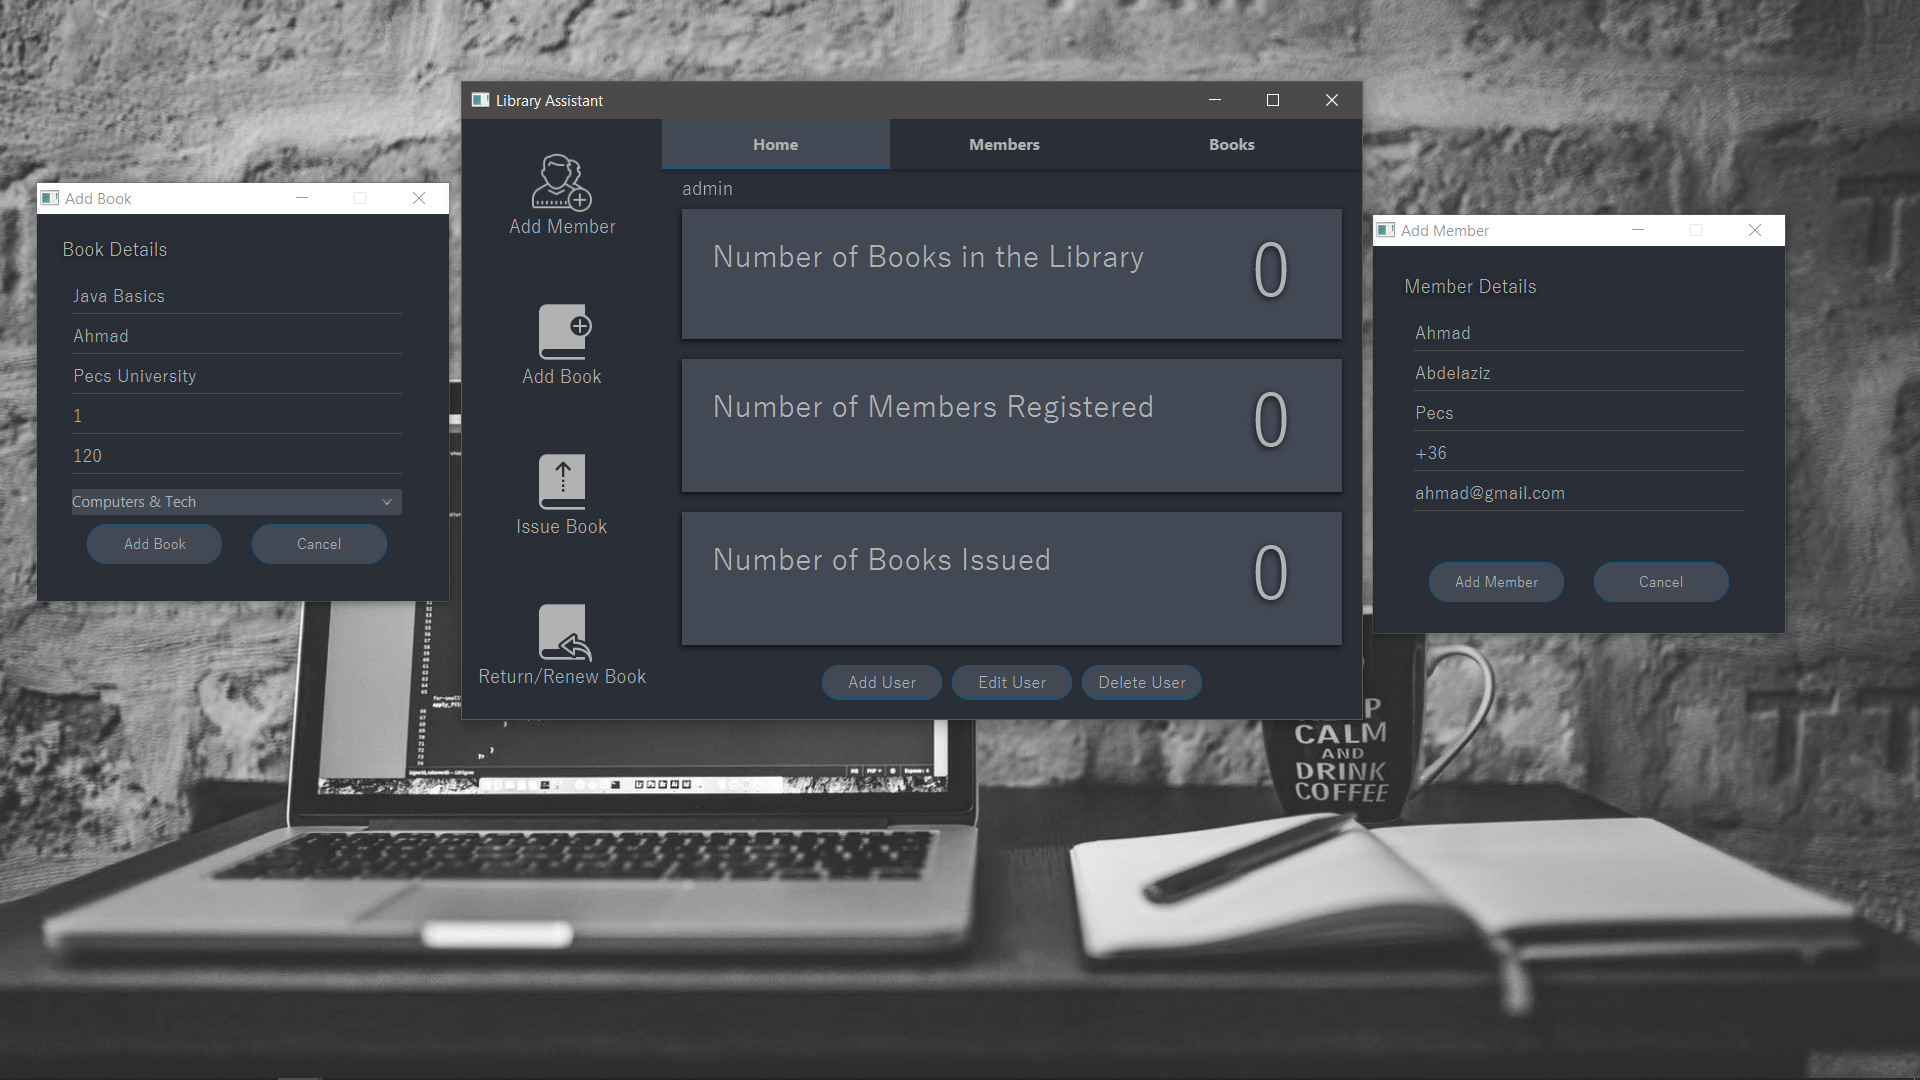 Library Assistant
Home
Members
Books
admin
Add Member
Add Book
Issue Book
Return/Renew Book
Number of Books in the Library
0
Number of Members Registered
0
Number of Books Issued
0
Add User
Edit User
Delete User
Add Book
Book Details
Java Basics
Ahmad
Pecs University
1
120
Computers & Tech
Add Book
Cancel
Add Member
Member Details
Ahmad
Abdelaziz
Pecs
+36
ahmad@gmail.com
Add Member
Cancel
CALM
AND
DRINK
COFFEE